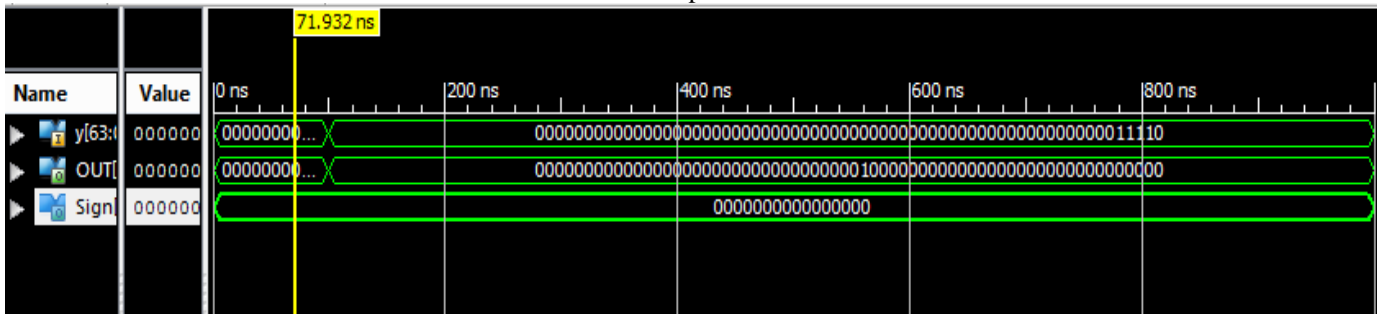 71.932 ns
Name Value 0 ns 200 ns 400 ns 600 ns 800 ns
y[63:( 000000 00000000... 0000000000000000000000000000000000000000000000000000000000011110
OUT[ 000000 00000000... 0000000000000000000000000000000001000000000000000000000000000000
Sign[ 000000 0000000000000000